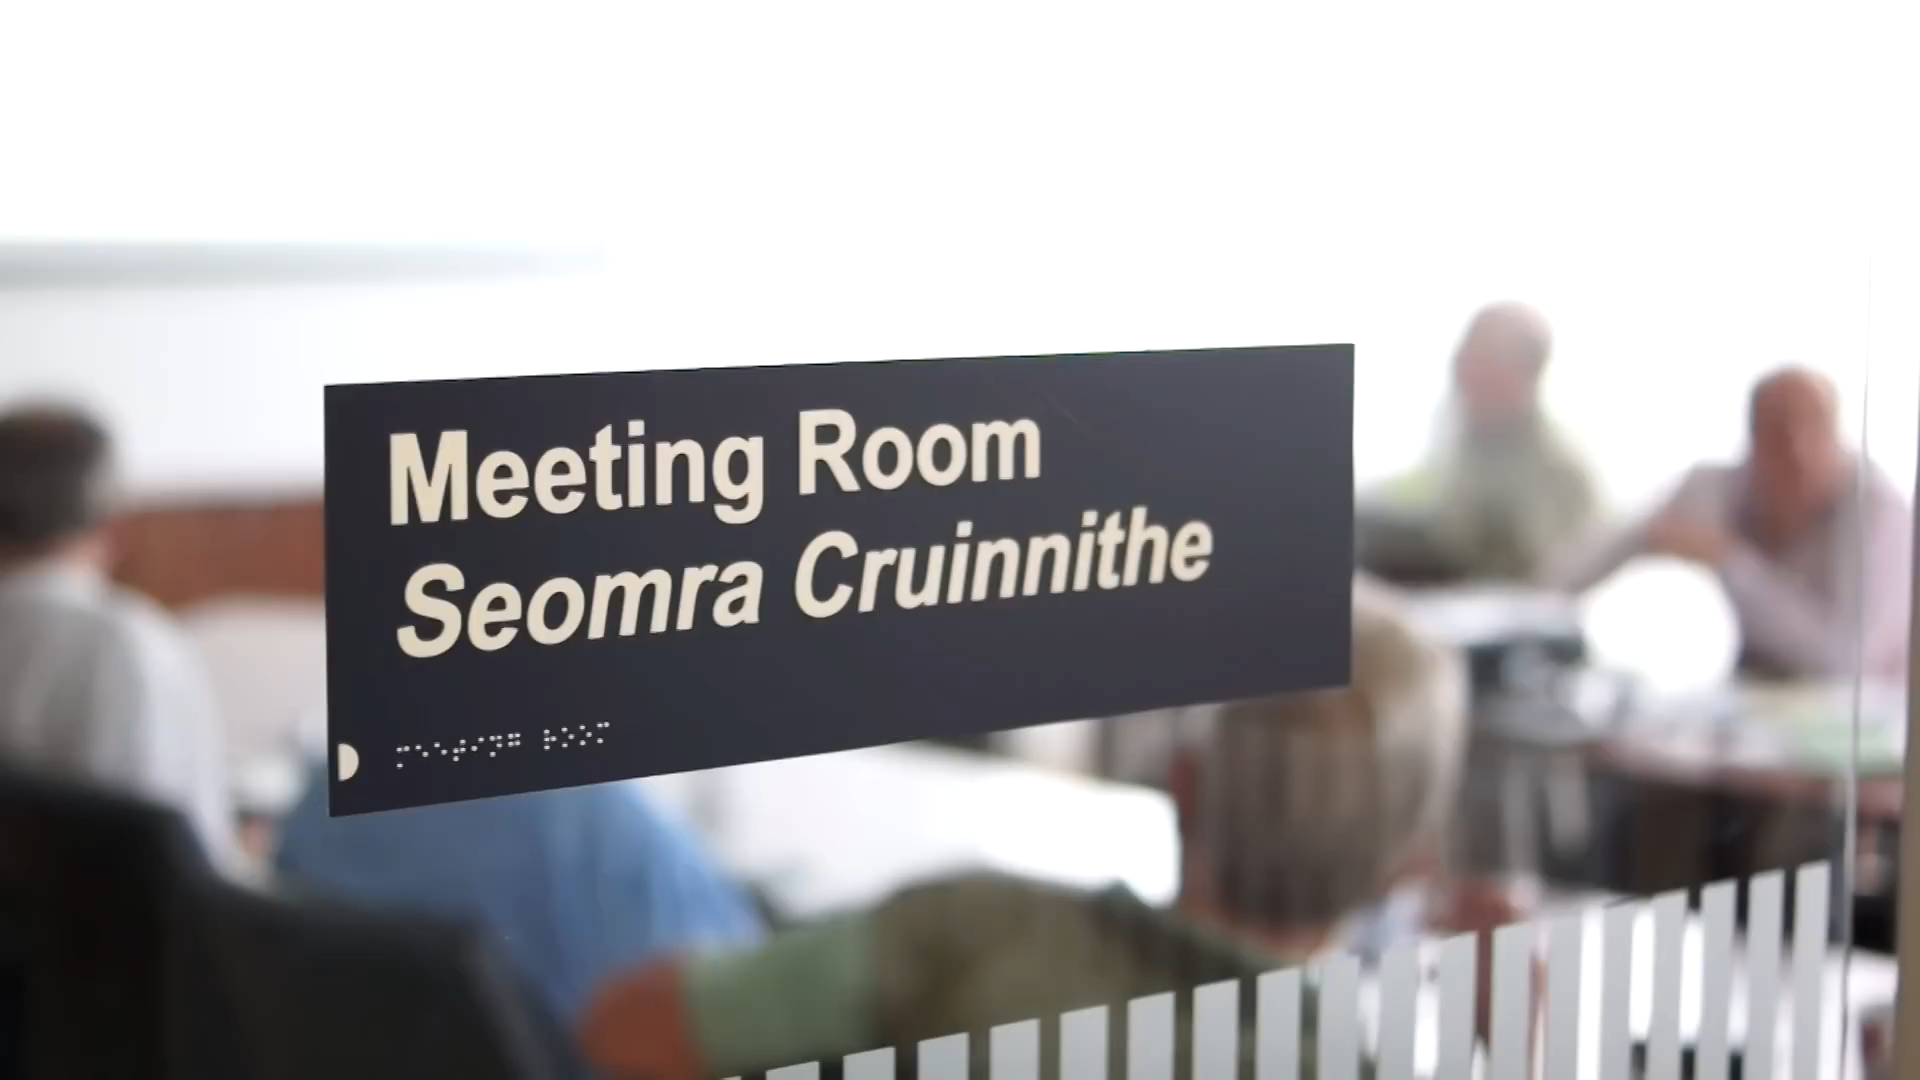 Meeting Room
Seomra Cruinnithe
⠍⠑⠑⠞⠊⠝⠛ ⠗⠕⠕⠍